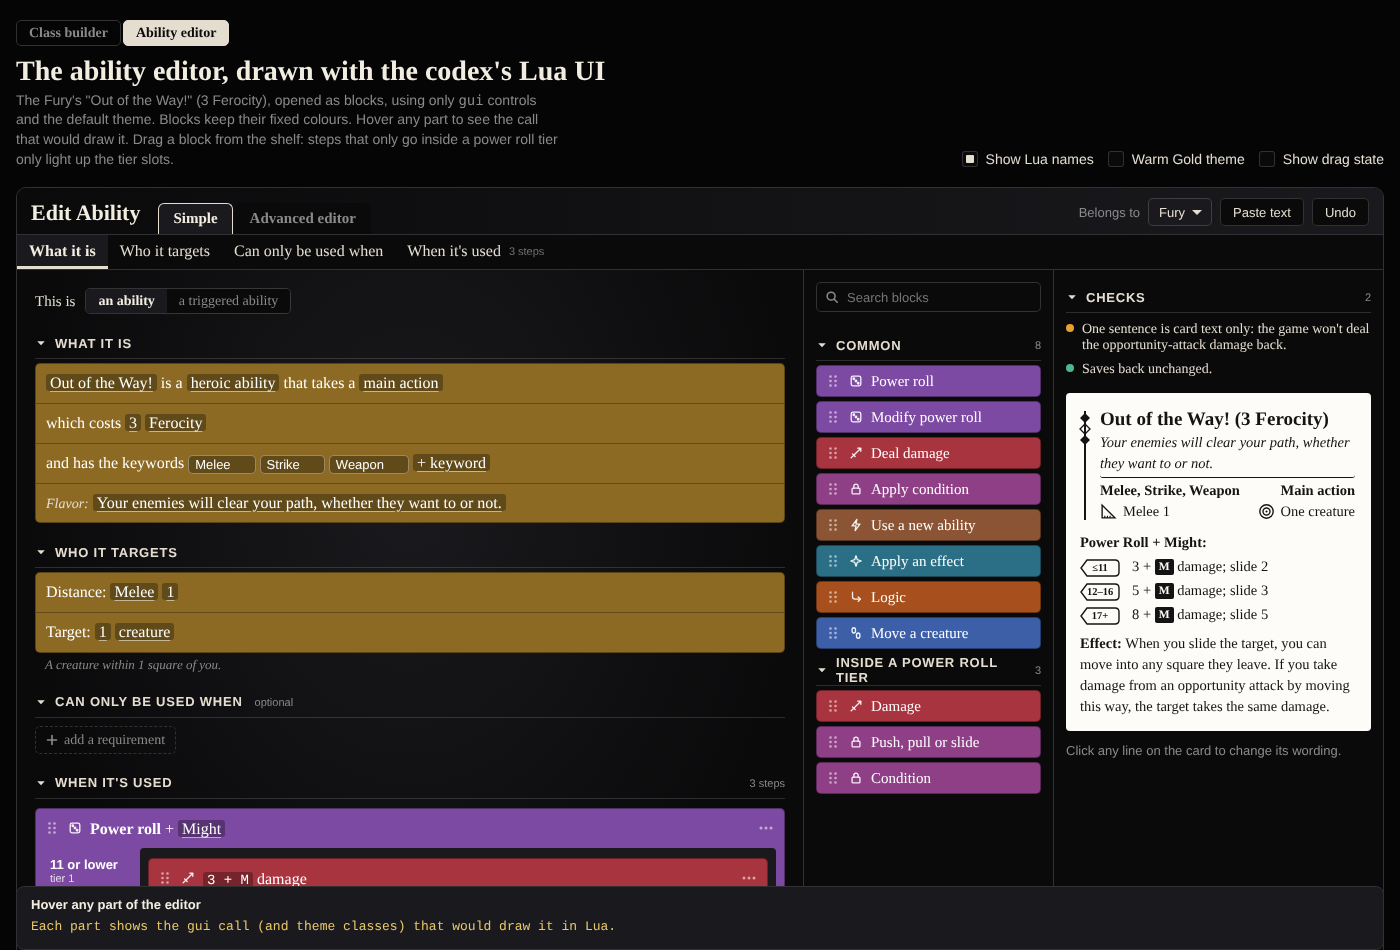 Class builder
Ability editor
The ability editor, drawn with the codex's Lua UI
The Fury's "Out of the Way!" (3 Ferocity), opened as blocks, using only gui controls
and the default theme. Blocks keep their fixed colours. Hover any part to see the call
that would draw it. Drag a block from the shelf: steps that only go inside a power roll tier
only light up the tier slots.
Show Lua names
Warm Gold theme
Show drag state
Edit Ability
Simple
Advanced editor
Belongs to
Fury
Paste text
Undo
What it is
Who it targets
Can only be used when
When it's used 3 steps
This is
an ability
a triggered ability
WHAT IT IS
Out of the Way! is a heroic ability that takes a main action
which costs 3 Ferocity
and has the keywords Melee Strike Weapon + keyword
Flavor: Your enemies will clear your path, whether they want to or not.
WHO IT TARGETS
Distance: Melee 1
Target: 1 creature
A creature within 1 square of you.
CAN ONLY BE USED WHEN optional
+ add a requirement
WHEN IT'S USED 3 steps
Power roll + Might
11 or lower
tier 1
3 + M damage
Search blocks
COMMON 8
Power roll
Modify power roll
Deal damage
Apply condition
Use a new ability
Apply an effect
Logic
Move a creature
INSIDE A POWER ROLL
TIER 3
Damage
Push, pull or slide
Condition
CHECKS 2
One sentence is card text only: the game won't deal
the opportunity-attack damage back.
Saves back unchanged.
Out of the Way! (3 Ferocity)
Your enemies will clear your path, whether
they want to or not.
Melee, Strike, Weapon Main action
Melee 1 One creature
Power Roll + Might:
≤11 3 + M damage; slide 2
12–16 5 + M damage; slide 3
17+ 8 + M damage; slide 5
Effect: When you slide the target, you can
move into any square they leave. If you take
damage from an opportunity attack by moving
this way, the target takes the same damage.
Click any line on the card to change its wording.
Hover any part of the editor
Each part shows the gui call (and theme classes) that would draw it in Lua.